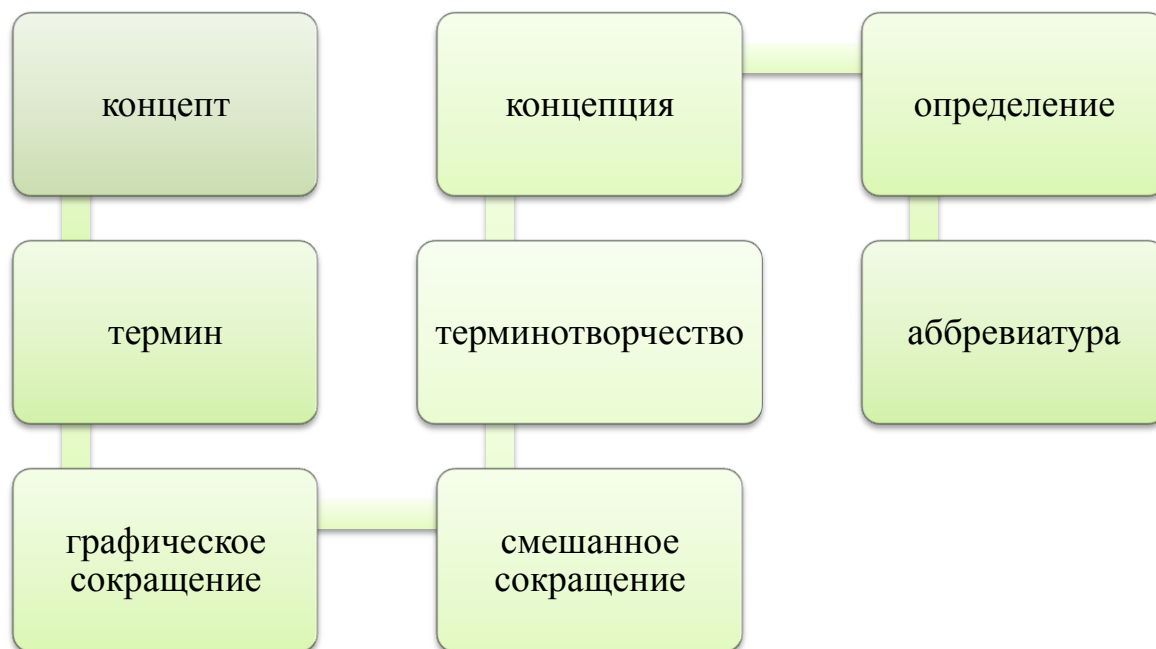 концепт
концепция
определение
термин
терминотворчество
аббревиатура
графическое
сокращение
смешанное
сокращение